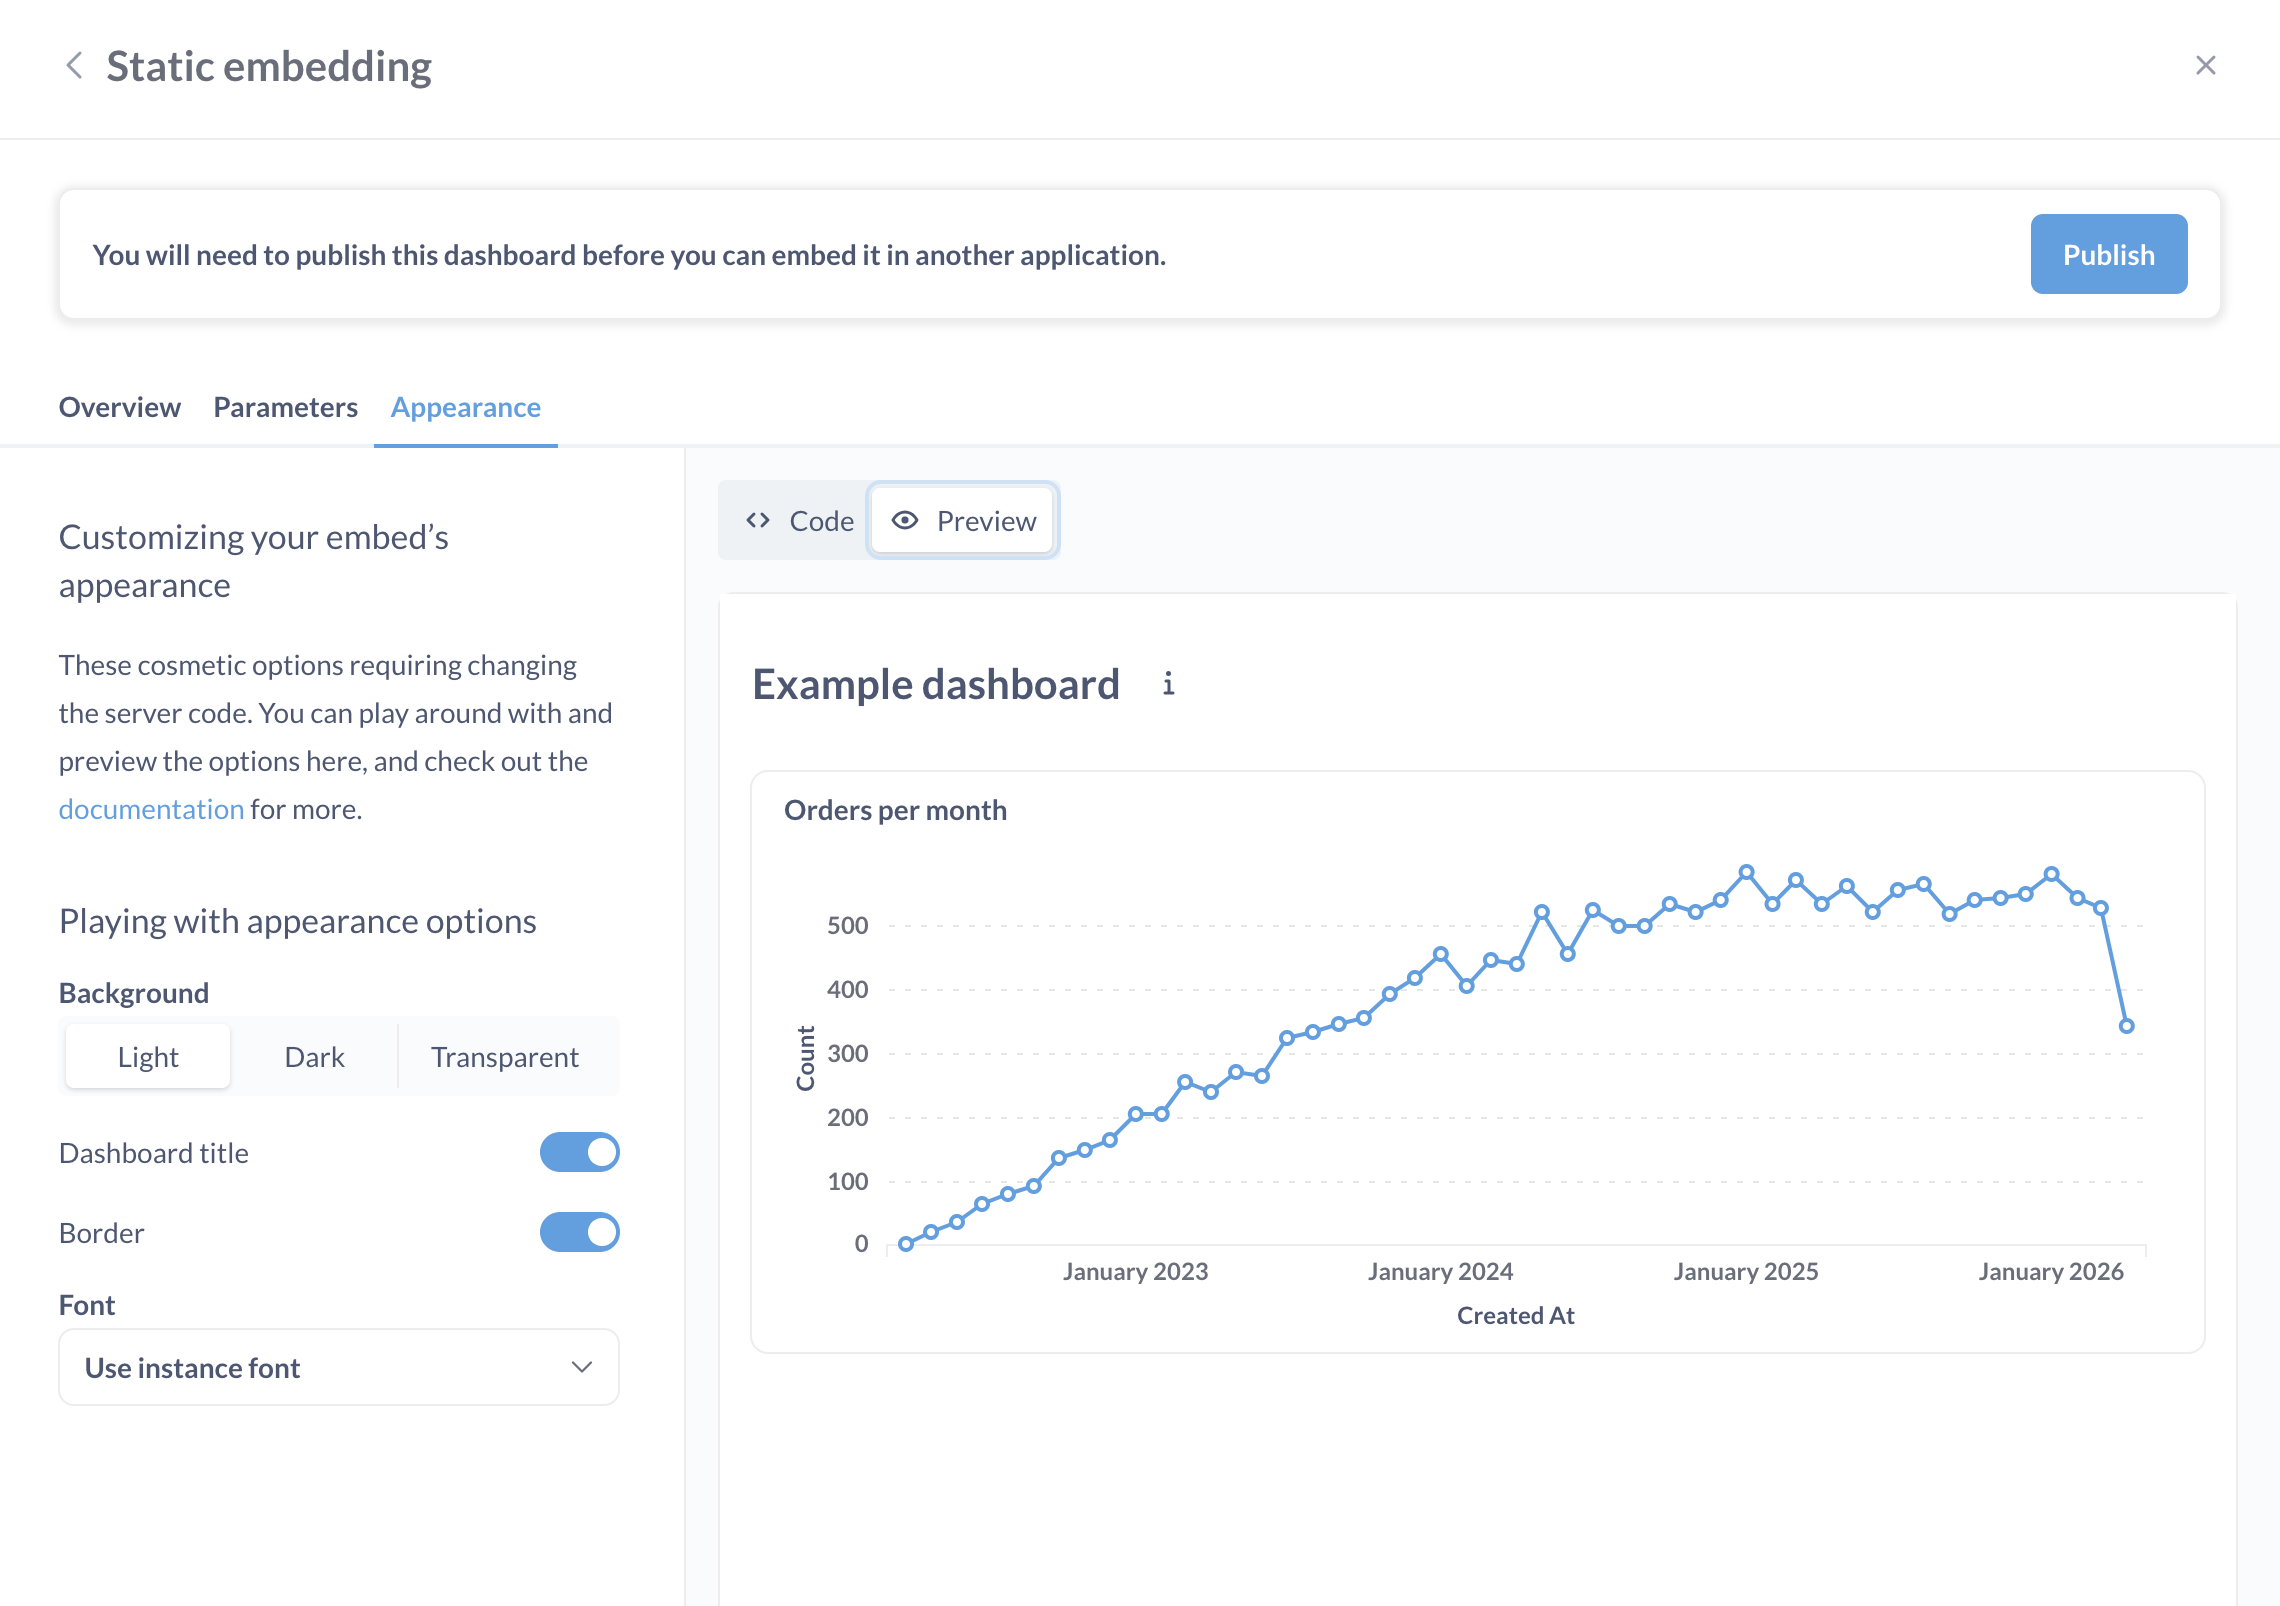 Static embedding
You will need to publish this dashboard before you can embed it in another application.
Publish
Overview
Parameters
Appearance
Customizing your embed’s
appearance
These cosmetic options requiring changing
the server code. You can play around with and
preview the options here, and check out the
documentation for more.
Playing with appearance options
Background
Light
Dark
Transparent
Dashboard title
Border
Font
Use instance font
Code
Preview
Example dashboard
Orders per month
500
400
300
200
100
0
Count
January 2023
January 2024
January 2025
January 2026
Created At